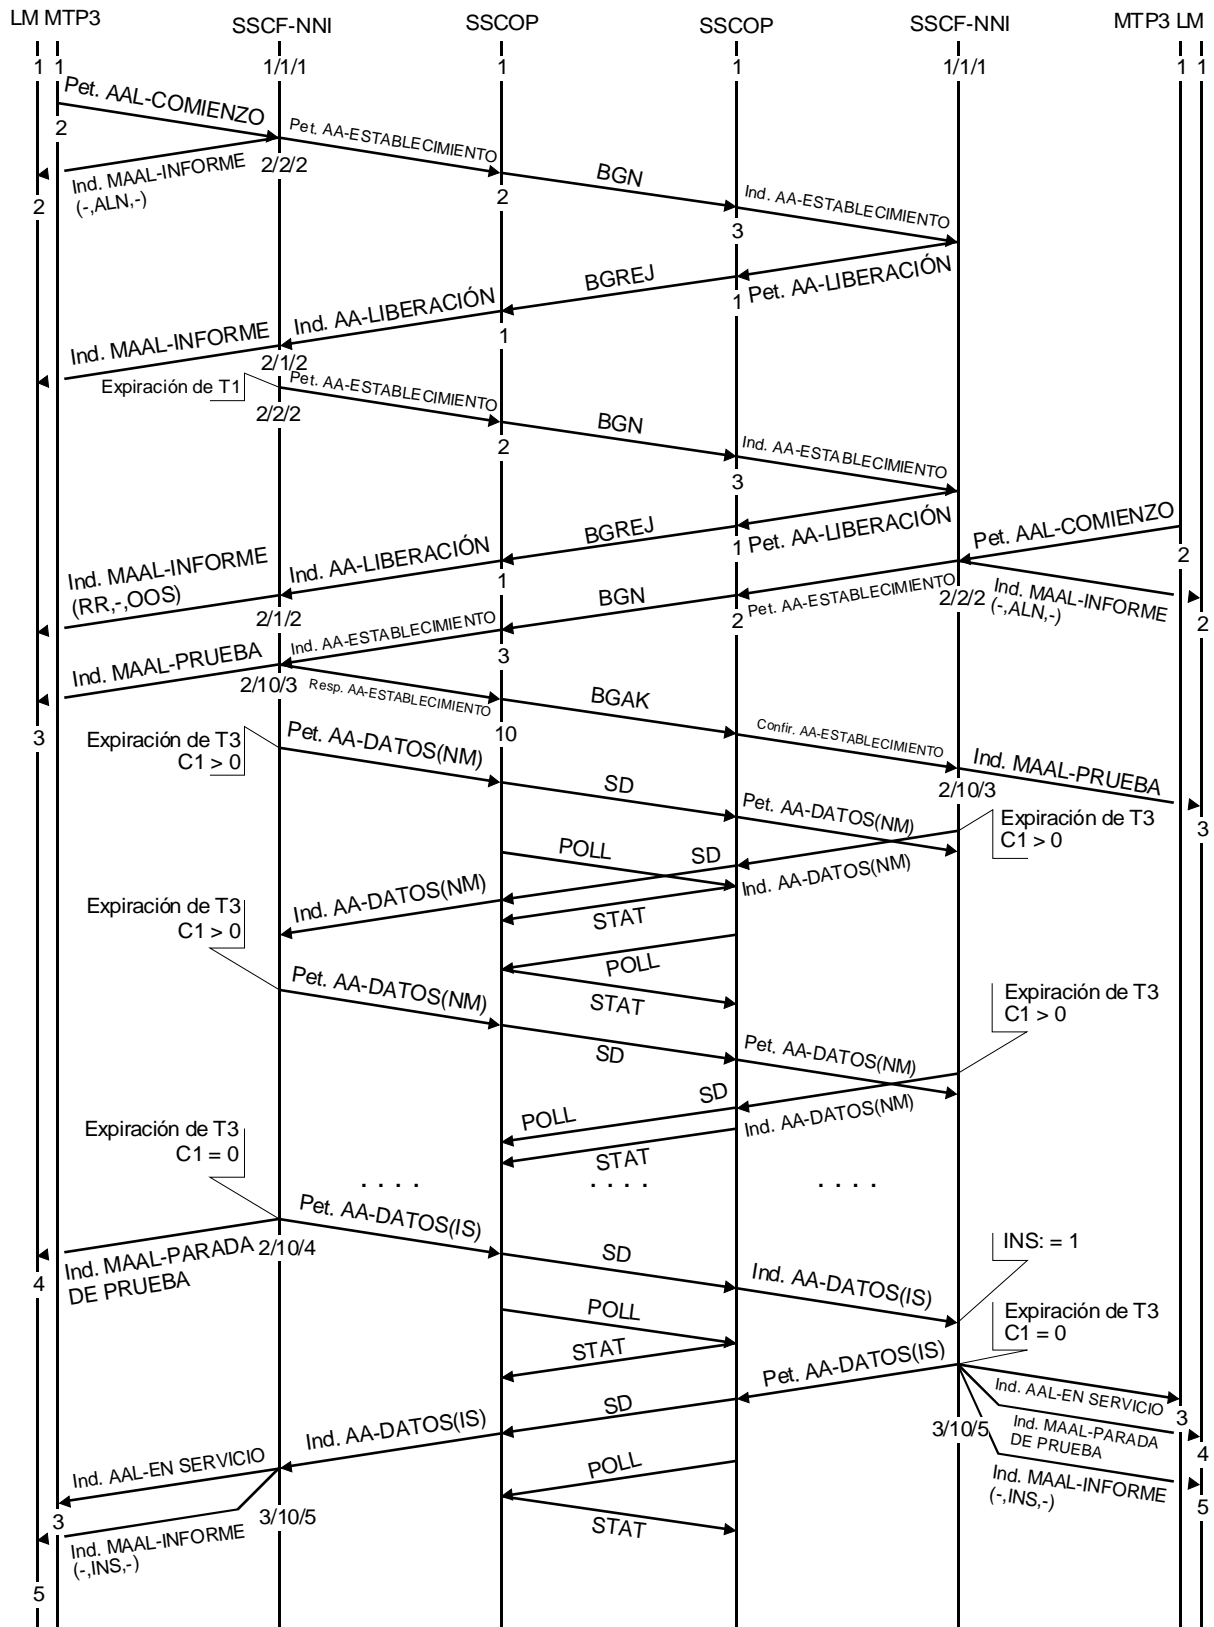 LM MTP3
SSCF-NNI
SSCOP
SSCOP
SSCF-NNI
MTP3 LM
1 1
1/1/1
1
1
1/1/1
1 1
Pet. AAL-COMIENZO
2
Pet. AA-ESTABLECIMIENTO
2/2/2
Ind. MAAL-INFORME
(-,ALN,-)
2
BGN
2
Ind. AA-ESTABLECIMIENTO
3
BGREJ
Pet. AA-LIBERACIÓN
1
Ind. AA-LIBERACIÓN
1
Ind. MAAL-INFORME
2/1/2
Expiración de T1
Pet. AA-ESTABLECIMIENTO
2/2/2
BGN
2
Ind. AA-ESTABLECIMIENTO
3
BGREJ
Pet. AA-LIBERACIÓN
1
Pet. AAL-COMIENZO
2
Ind. AA-LIBERACIÓN
1
Ind. MAAL-INFORME
(RR,-,OOS)
2/1/2
BGN
Pet. AA-ESTABLECIMIENTO
2
2/2/2
Ind. MAAL-INFORME
(-,ALN,-)
2
Ind. AA-ESTABLECIMIENTO
3
Ind. MAAL-PRUEBA
2/10/3
Resp. AA-ESTABLECIMIENTO
3
10
BGAK
Confir. AA-ESTABLECIMIENTO
Ind. MAAL-PRUEBA
2/10/3
3
Expiración de T3
C1 > 0
Pet. AA-DATOS(NM)
SD
Pet. AA-DATOS(NM)
Expiración de T3
C1 > 0
POLL
SD
Ind. AA-DATOS(NM)
Ind. AA-DATOS(NM)
STAT
Expiración de T3
C1 > 0
POLL
STAT
Pet. AA-DATOS(NM)
SD
Pet. AA-DATOS(NM)
Expiración de T3
C1 > 0
SD
POLL
Ind. AA-DATOS(NM)
STAT
Expiración de T3
C1 = 0
. . . .
. . . .
. . . .
Pet. AA-DATOS(IS)
2/10/4
Ind. MAAL-PARADA
DE PRUEBA
4
SD
Ind. AA-DATOS(IS)
INS: = 1
POLL
STAT
Expiración de T3
C1 = 0
Pet. AA-DATOS(IS)
SD
Ind. AAL-EN SERVICIO
3
Ind. MAAL-PARADA
DE PRUEBA
4
3/10/5
Ind. MAAL-INFORME
(-,INS,-)
5
Ind. AA-DATOS(IS)
Ind. AAL-EN SERVICIO
3
3/10/5
POLL
STAT
Ind. MAAL-INFORME
(-,INS,-)
5